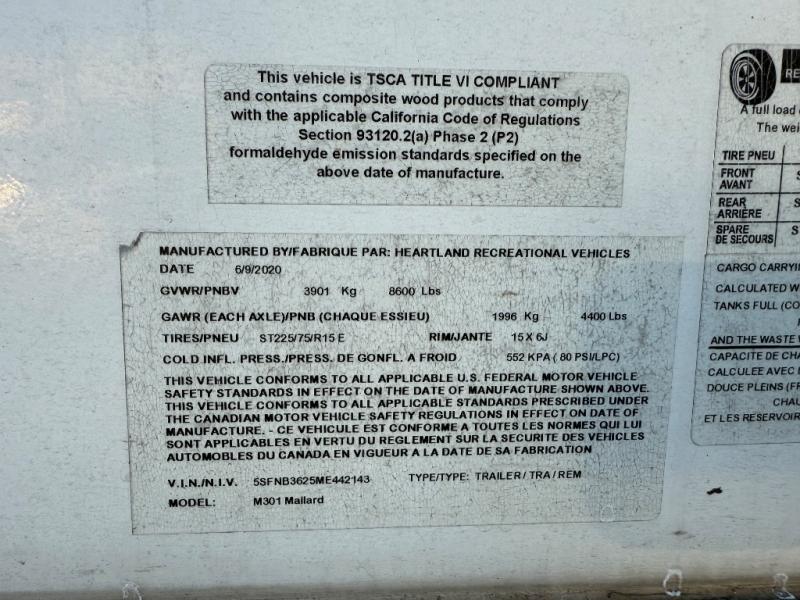 This vehicle is TSCA TITLE VI COMPLIANT
and contains composite wood products that comply
with the applicable California Code of Regulations
Section 93120.2(a) Phase 2 (P2)
formaldehyde emission standards specified on the
above date of manufacture.
MANUFACTURED BY/FABRIQUE PAR: HEARTLAND RECREATIONAL VEHICLES
DATE 6/9/2020
GVWR/PNBV 3901 Kg 8600 Lbs
GAWR (EACH AXLE)/PNB (CHAQUE ESSIEU) 1996 Kg 4400 Lbs
TIRES/PNEU ST225/75/R15 E RIM/JANTE 15 X 6J
COLD INFL. PRESS./PRESS. DE GONFL. A FROID 552 KPA ( 80 PSI/LPC)
THIS VEHICLE CONFORMS TO ALL APPLICABLE U.S. FEDERAL MOTOR VEHICLE
SAFETY STANDARDS IN EFFECT ON THE DATE OF MANUFACTURE SHOWN ABOVE.
THIS VEHICLE CONFORMS TO ALL APPLICABLE STANDARDS PRESCRIBED UNDER
THE CANADIAN MOTOR VEHICLE SAFETY REGULATIONS IN EFFECT ON DATE OF
MANUFACTURE. - CE VEHICULE EST CONFORME A TOUTES LES NORMES QUI LUI
SONT APPLICABLES EN VERTU DU REGLEMENT SUR LA SECURITE DES VEHICLES
AUTOMOBILES DU CANADA EN VIGUEUR A LA DATE DE SA FABRICATION
V.I.N./N.I.V. 5SFNB3625ME442143 TYPE/TYPE: TRAILER / TRA / REM
MODEL: M301 Mallard
A full load
The
TIRE PNEU
FRONT
AVANT
REAR
ARRIÈRE
SPARE
DE SECOURS
CARGO
CALCULATED
TANKS FULL
AND THE WASTE
CAPACITE DE
CALCULEE AVEC
DOUCE PLEINS
ET LES RESERVOIR